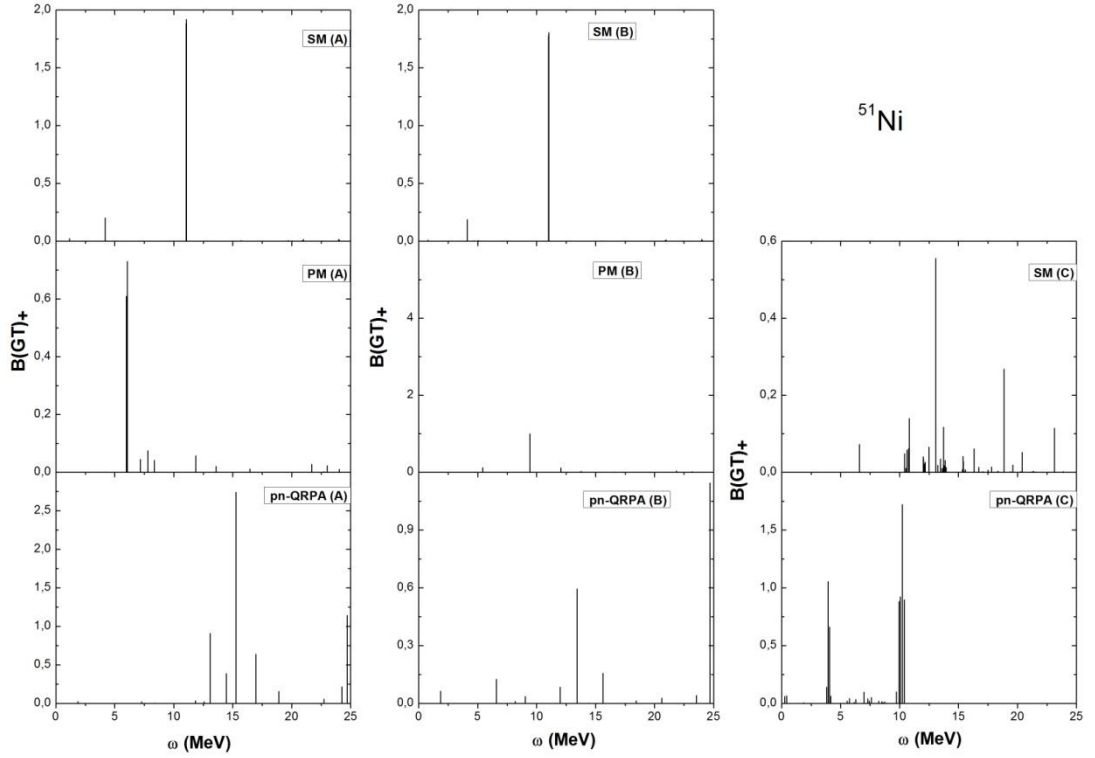 2,0
SM (A)
1,5
1,0
0,5
0,0
PM (A)
0,6
0,4
0,2
0,0
B(GT)+
pn-QRPA (A)
2,5
2,0
1,5
1,0
0,5
0,0
0 5 10 15 20 25
ω (MeV)
2,0
SM (B)
1,5
1,0
0,5
0,0
PM (B)
4
2
0
pn-QRPA (B)
0,9
0,6
0,3
0,0
0 5 10 15 20 25
ω (MeV)
⁵¹Ni
0,6
SM (C)
0,4
0,2
0,0
B(GT)+
pn-QRPA (C)
1,5
1,0
0,5
0,0
0 5 10 15 20 25
ω (MeV)